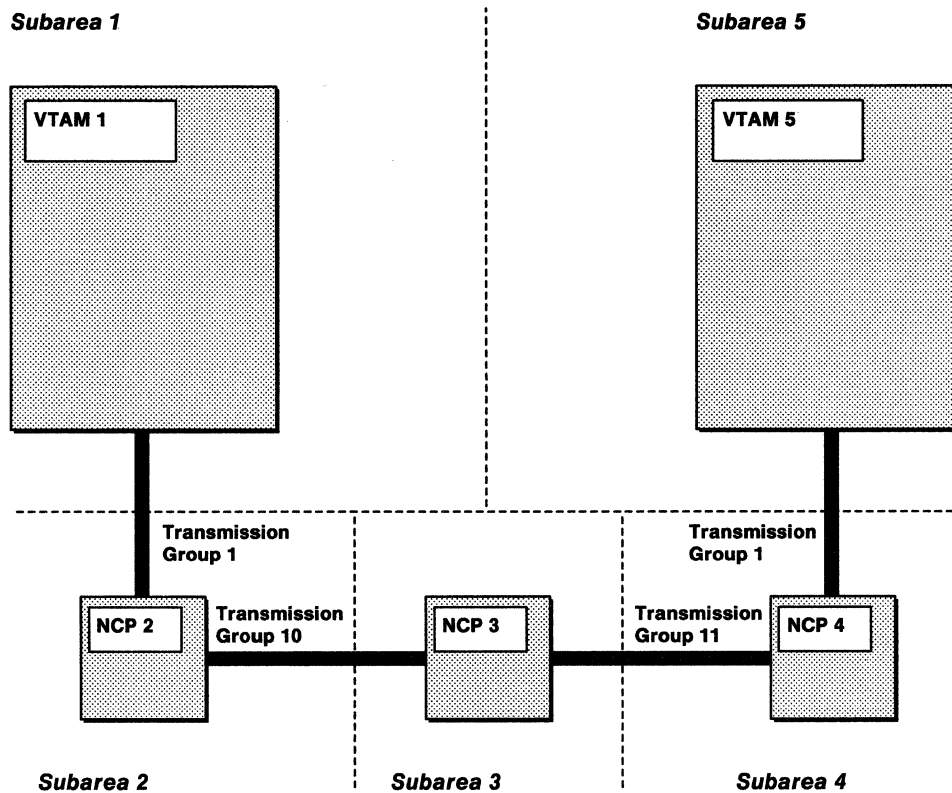 Subarea 1
Subarea 5
VTAM 1
VTAM 5
Transmission
Group 1
Transmission
Group 1
NCP 2
Transmission
Group 10
NCP 3
Transmission
Group 11
NCP 4
Subarea 2
Subarea 3
Subarea 4